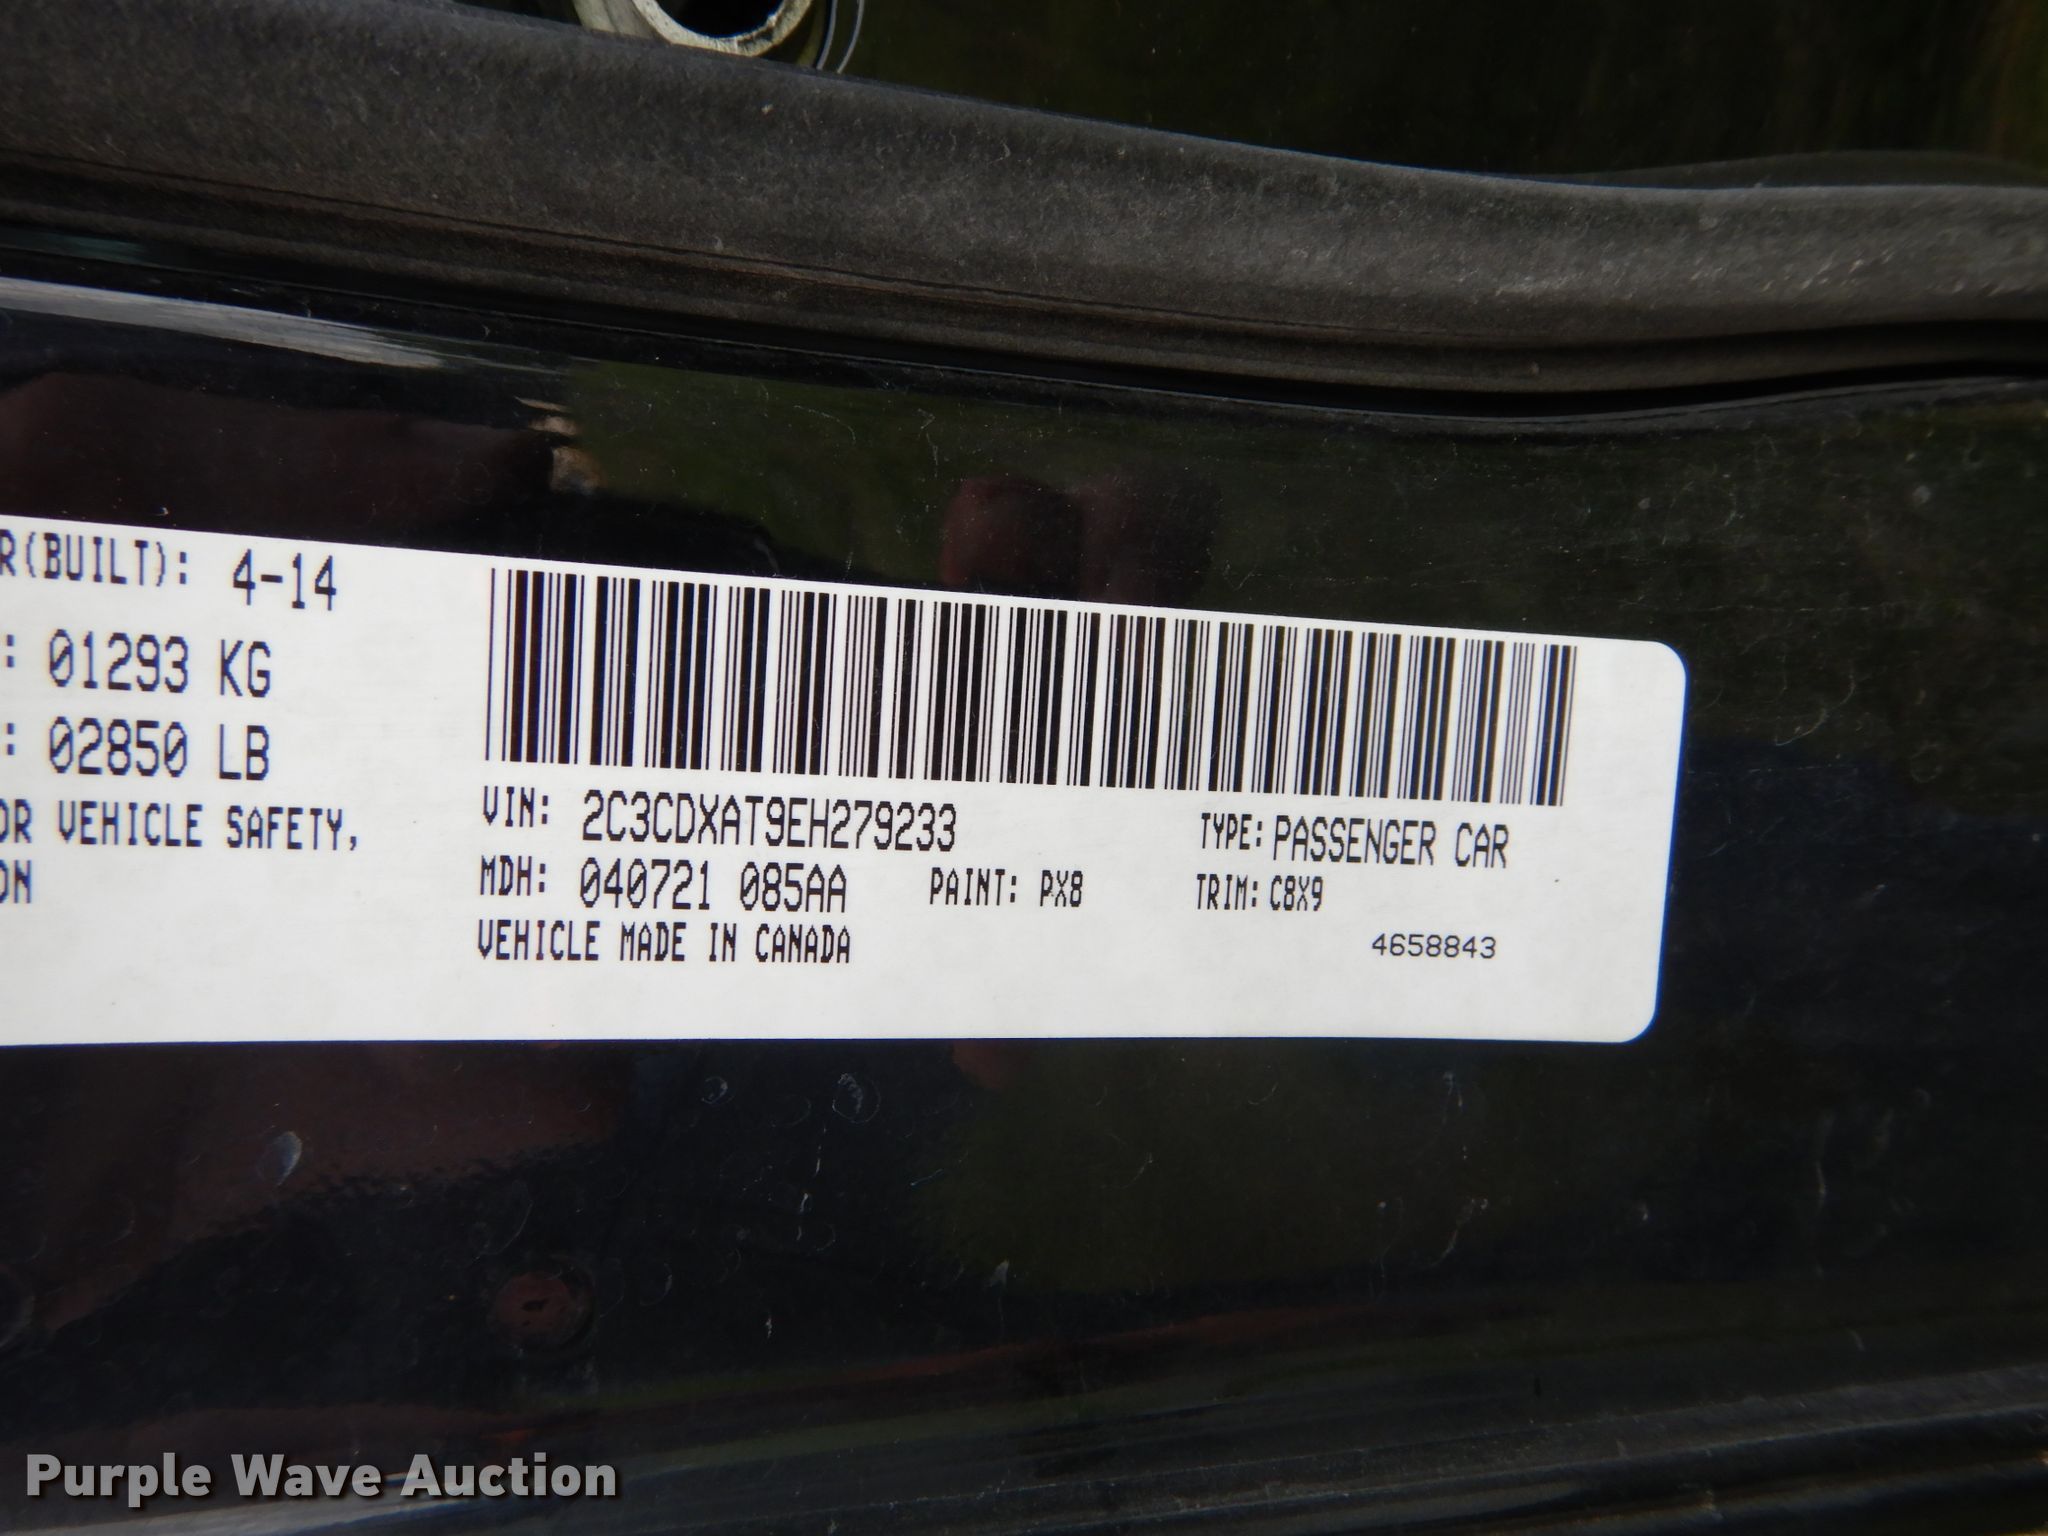 R(BUILT): 4-14
: 01293 KG
: 02850 LB
OR VEHICLE SAFETY,
ON
VIN: 2C3CDXAT9EH279233
TYPE: PASSENGER CAR
MDH: 040721 085AA
PAINT: PX8
TRIM: C8X9
VEHICLE MADE IN CANADA
4658843
Purple Wave Auction